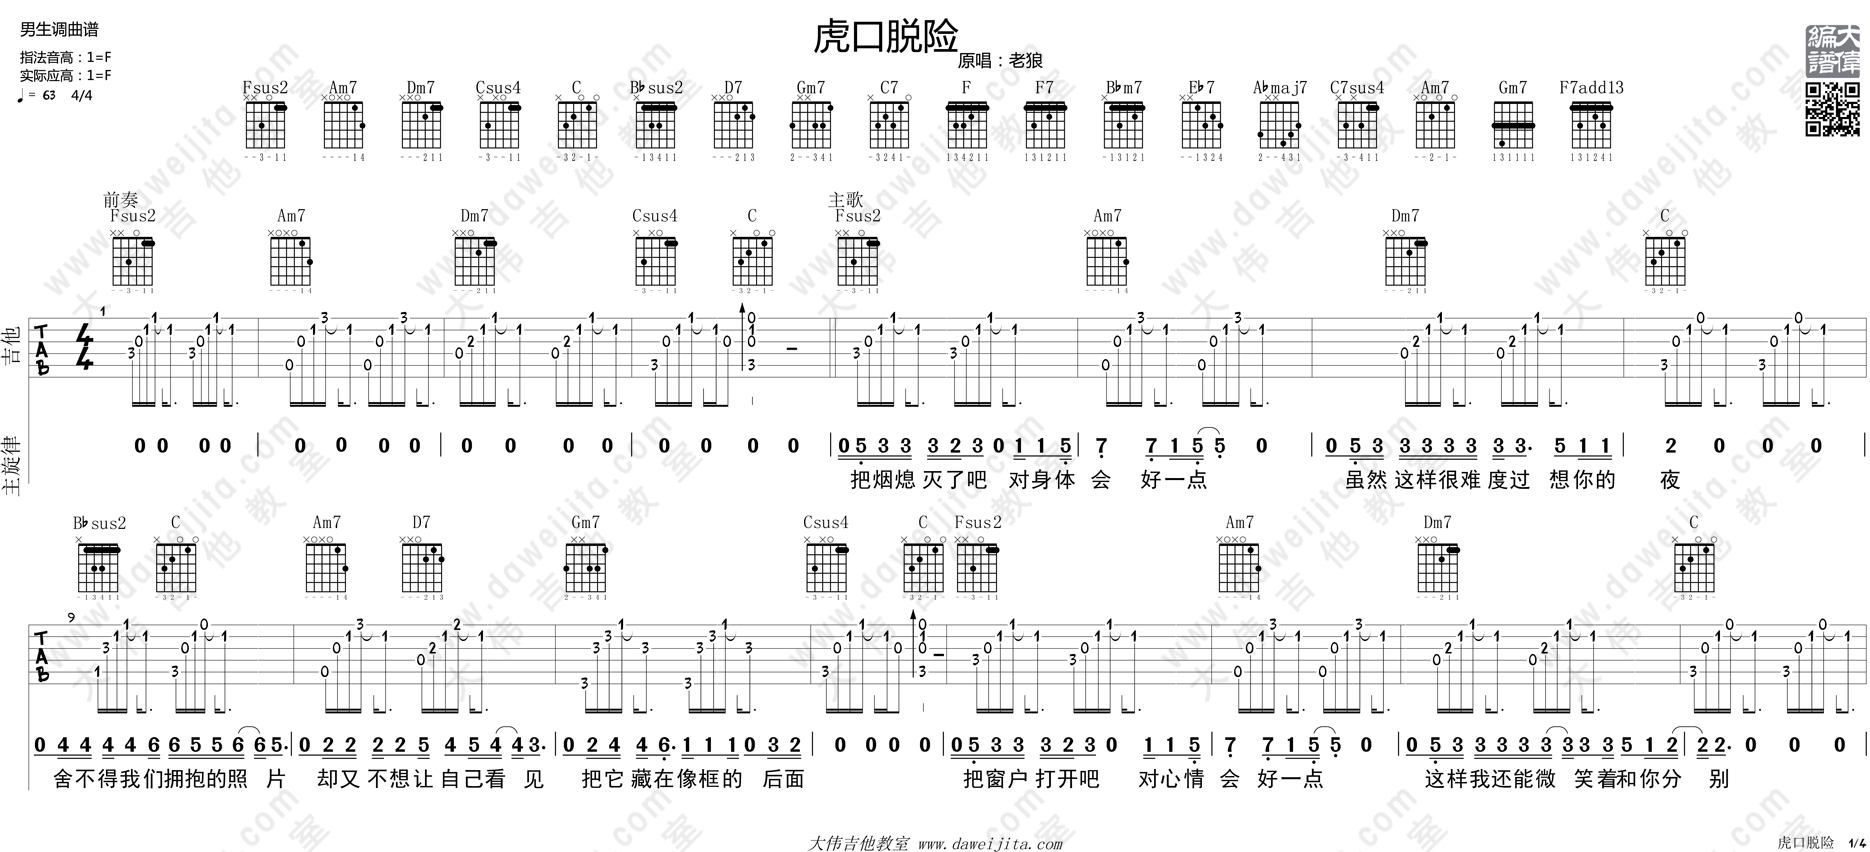 男生调曲谱
虎口脱险
原唱：老狼
指法音高：1=F
实际应高：1=F
♩= 63 4/4
大伟
编谱
Fsus2 Am7 Dm7 Csus4 C B♭sus2 D7 Gm7 C7 F F7 B♭m7 E♭7 A♭maj7 C7sus4 Am7 Gm7 F7add13
前奏 主歌
Fsus2 Am7 Dm7 Csus4 C Fsus2 Am7 Dm7 C
吉他
主旋律
0 0 0 0 | 0 0 0 0 | 0 0 0 0 | 0 0 0 0 | 0 5 3 3 3 2 3 0 1 1 5 | 7 7 1 5 5 0 | 0 5 3 3 3 3 3 3 3. 5 1 1 | 2 0 0 0 |
把烟熄 灭了吧 对身体 会 好一点 虽然 这样很难 度过 想你的 夜
B♭sus2 C Am7 D7 Gm7 Csus4 C Fsus2 Am7 Dm7 C
9
0 4 4 4 4 6 6 5 5 6 6 5. | 0 2 2 2 2 5 4 5 4 4 3. | 0 2 4 4 6. 1 1 1 0 3 2 | 0 0 0 0 | 0 5 3 3 3 2 3 0 1 1 5 | 7 7 1 5 5 0 | 0 5 3 3 3 3 3 3 3 3 5 1 2 | 2 2. 0 0 0 |
舍不得我们拥抱的照 片 却又 不想让 自己看 见 把它 藏在像框的 后面 把窗户 打开吧 对心情 会 好一点 这样我还能微 笑着和你分 别
大伟吉他教室 www.daweijita.com
虎口脱险 1/4